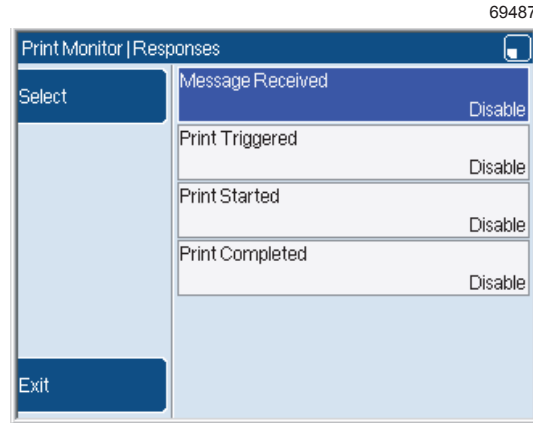 69487
Print Monitor | Responses
Select
Message Received
Disable
Print Triggered
Disable
Print Started
Disable
Print Completed
Disable
Exit